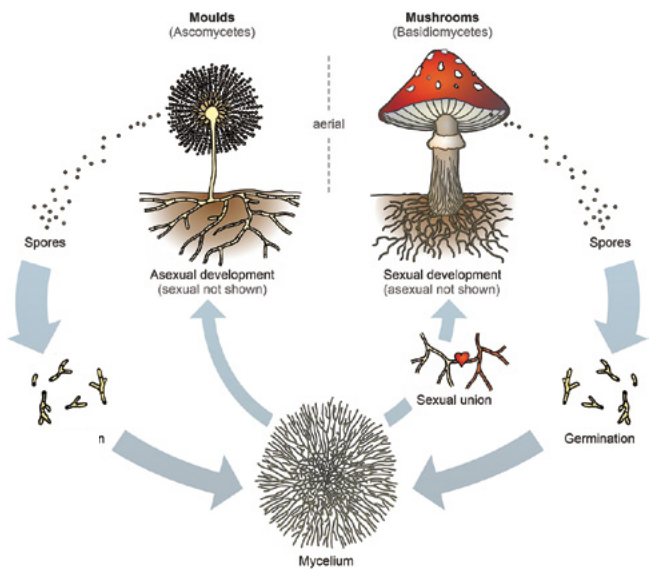 Moulds
(Ascomycetes)
Mushrooms
(Basidiomycetes)
aerial
Spores
Spores
Asexual development
(sexual not shown)
Sexual development
(asexual not shown)
Sexual union
n
Germination
Mycelium